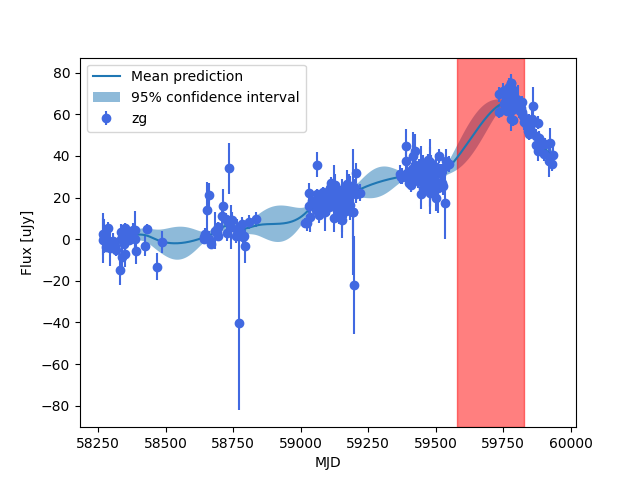 Mean prediction
95% confidence interval
zg
80
60
40
20
0
−20
−40
−60
−80
Flux [uJy]
58250 58500 58750 59000 59250 59500 59750 60000
MJD